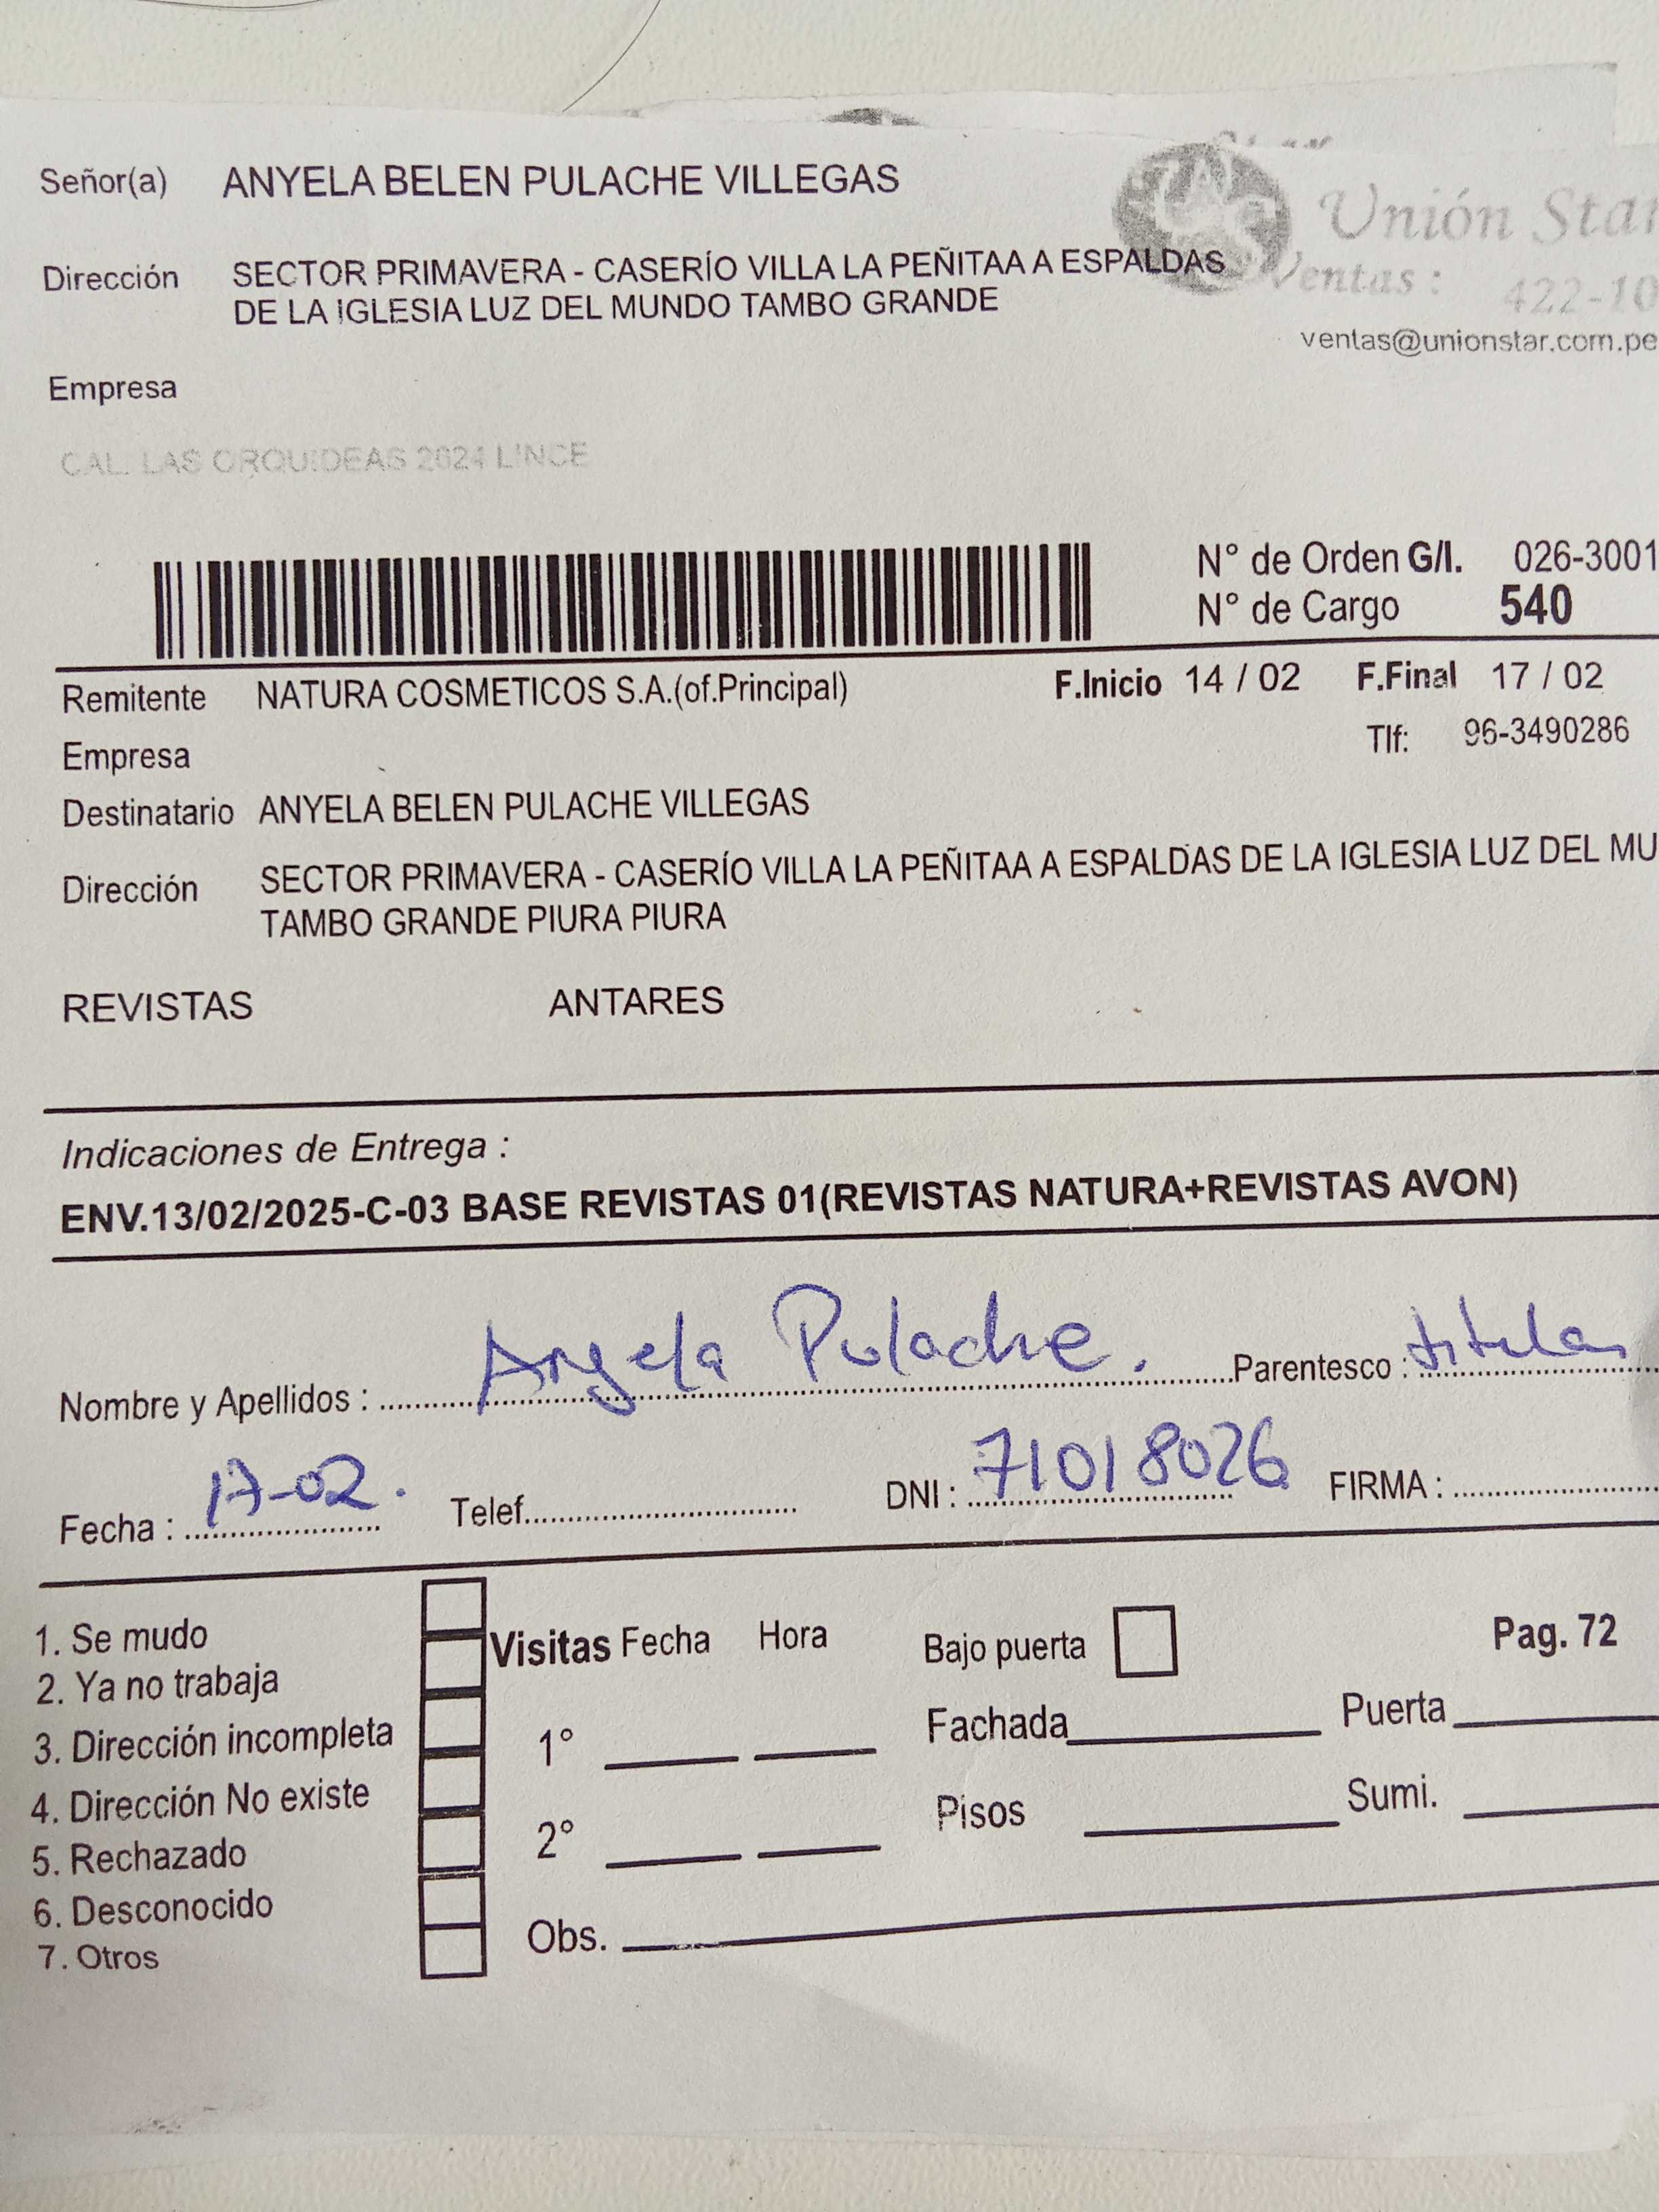 Señor(a) ANYELA BELEN PULACHE VILLEGAS
Unión Star
Dirección SECTOR PRIMAVERA - CASERÍO VILLA LA PEÑITAA A ESPALDAS
DE LA IGLESIA LUZ DEL MUNDO TAMBO GRANDE
Ventas : 422-10
ventas@unionstar.com.pe
Empresa
CAL. LAS ORQUIDEAS 2624 LINCE
N° de Orden G/I. 026-3001
N° de Cargo 540
Remitente NATURA COSMETICOS S.A.(of.Principal) F.Inicio 14 / 02 F.Final 17 / 02
Empresa Tlf: 96-3490286
Destinatario ANYELA BELEN PULACHE VILLEGAS
Dirección SECTOR PRIMAVERA - CASERÍO VILLA LA PEÑITAA A ESPALDAS DE LA IGLESIA LUZ DEL MU
TAMBO GRANDE PIURA PIURA
REVISTAS ANTARES
Indicaciones de Entrega :
ENV.13/02/2025-C-03 BASE REVISTAS 01(REVISTAS NATURA+REVISTAS AVON)
Nombre y Apellidos : Angela Pulache. Parentesco : titular
Fecha : 17-02. Telef. DNI : 71018026 FIRMA :
1. Se mudo
2. Ya no trabaja
3. Dirección incompleta
4. Dirección No existe
5. Rechazado
6. Desconocido
7. Otros
Visitas Fecha Hora
1°
2°
Obs.
Bajo puerta Pag. 72
Fachada Puerta
Pisos Sumi.